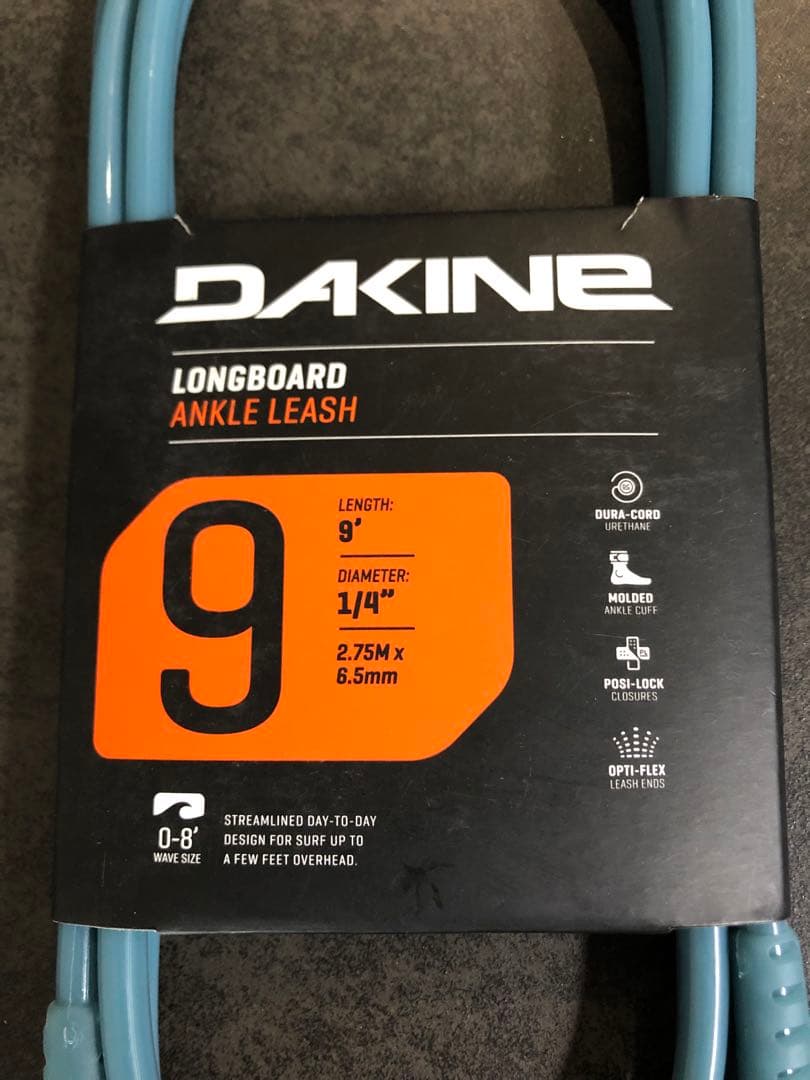 DAKINE
LONGBOARD
ANKLE LEASH
9
LENGTH:
9'
DIAMETER:
1/4"
2.75M x
6.5mm
DURA-CORD
URETHANE
MOLDED
ANKLE CUFF
POSI-LOCK
CLOSURES
OPTI-FLEX
LEASH ENDS
0-8'
WAVE SIZE
STREAMLINED DAY-TO-DAY
DESIGN FOR SURF UP TO
A FEW FEET OVERHEAD.